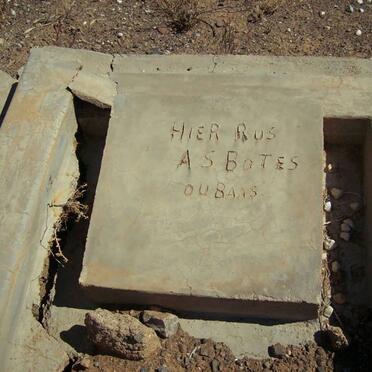 HIER RUS
A S BOTES
OU BAAS